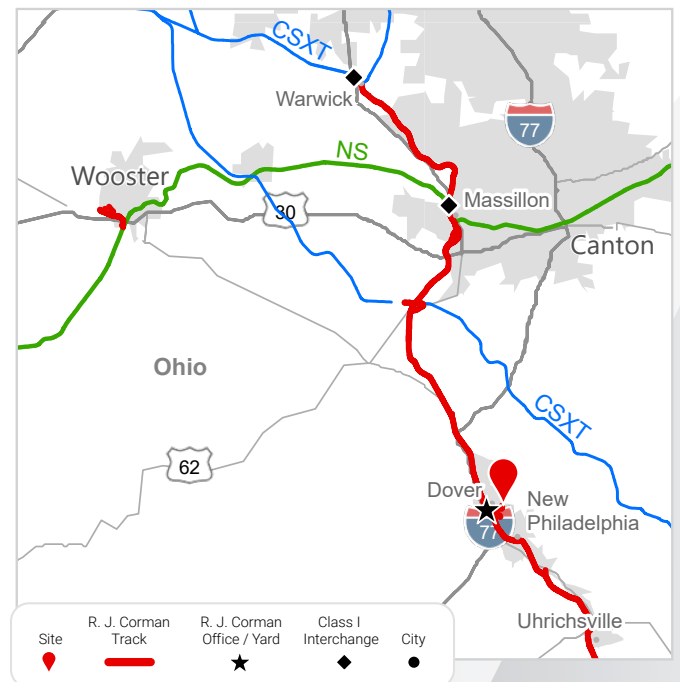 CSXT
Warwick
77
NS
Wooster
30
Massillon
Canton
Ohio
CSXT
62
Dover
New
Philadelphia
77
Uhrichsville
Site
R. J. Corman
Track
R. J. Corman
Office / Yard
Class I
Interchange
City